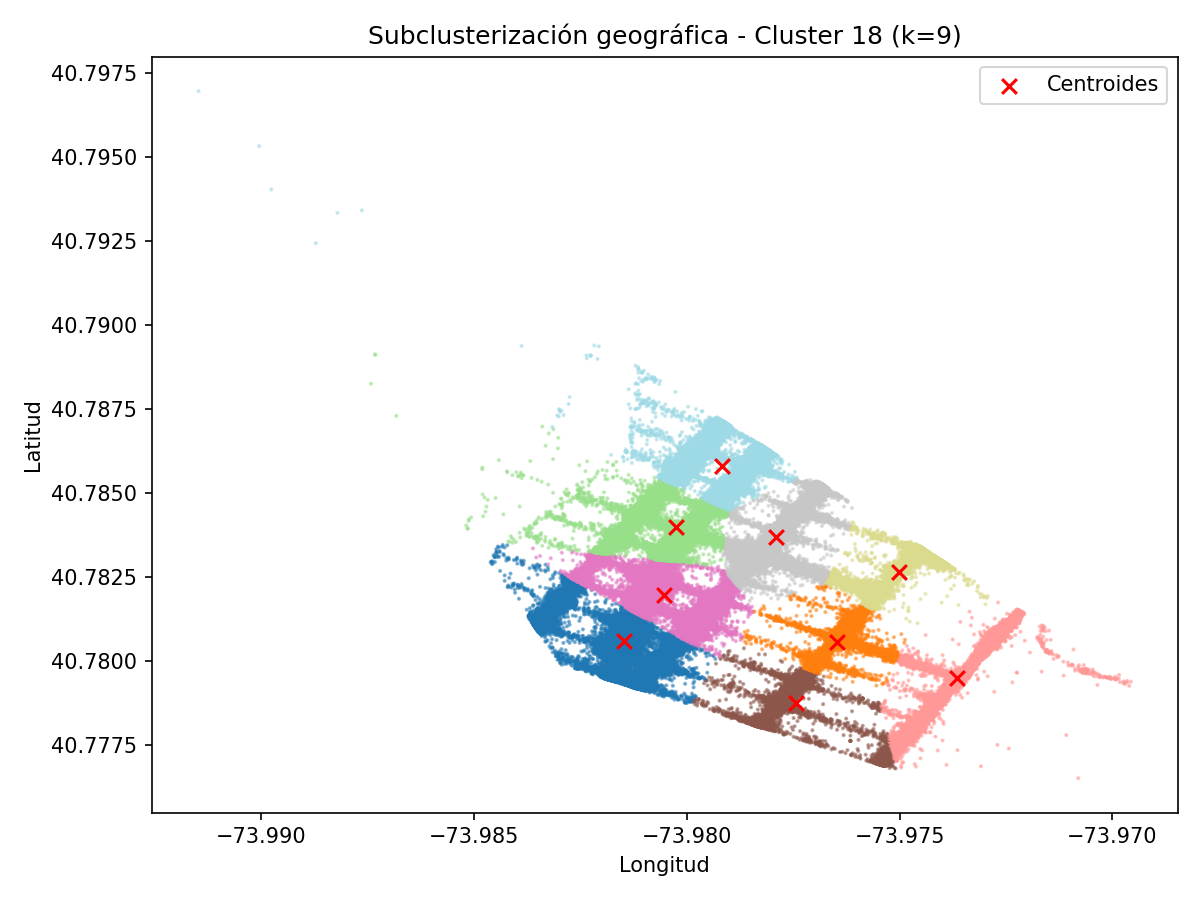 Subclusterización geográfica - Cluster 18 (k=9)
Centroides
40.7975
40.7950
40.7925
40.7900
40.7875
40.7850
40.7825
40.7800
40.7775
Latitud
−73.990 −73.985 −73.980 −73.975 −73.970
Longitud